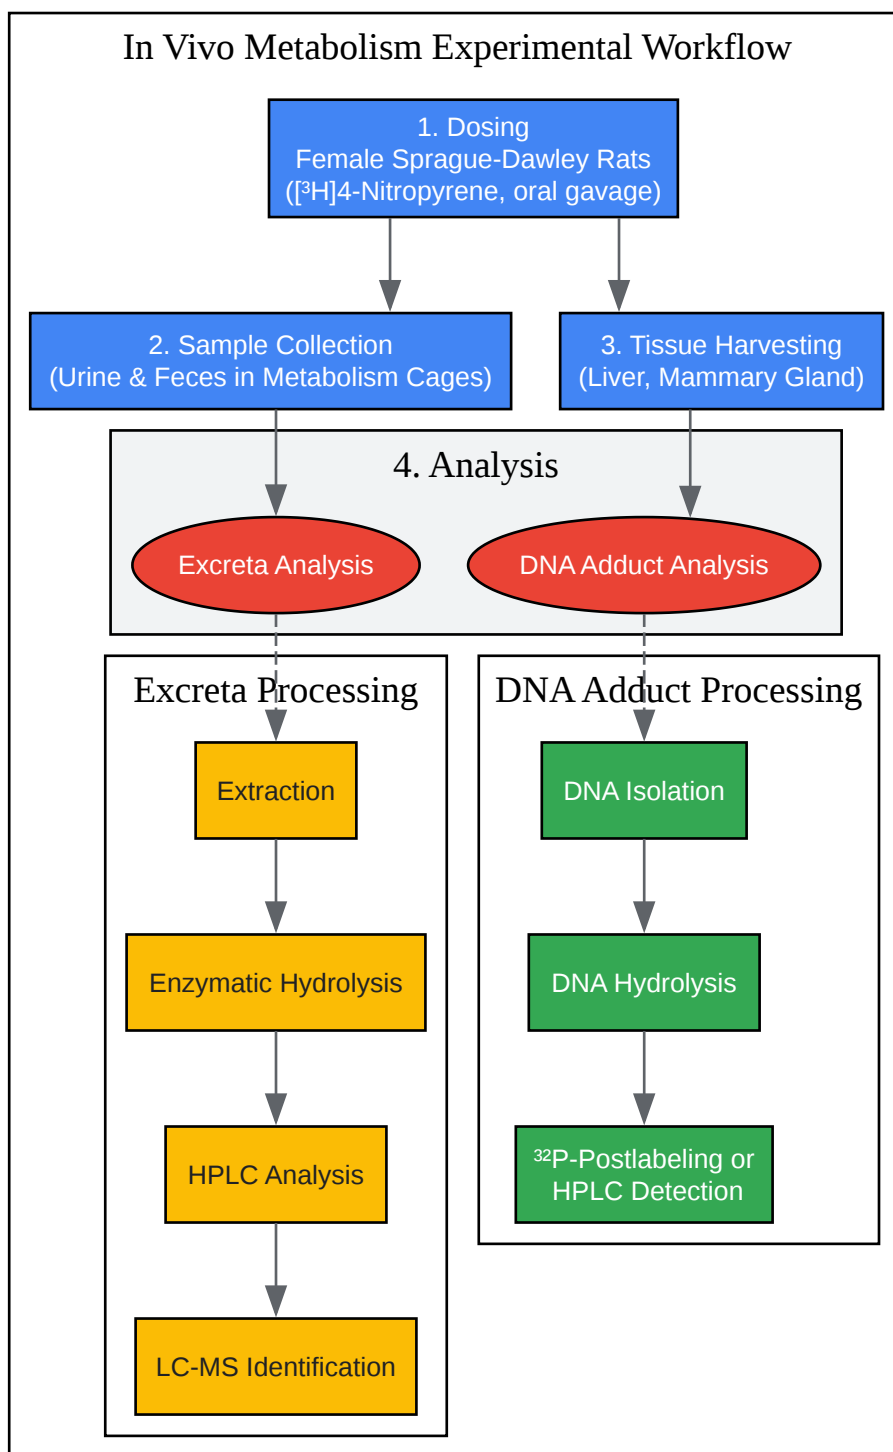 In Vivo Metabolism Experimental Workflow
1. Dosing
Female Sprague-Dawley Rats
([³H]4-Nitropyrene, oral gavage)
2. Sample Collection
(Urine & Feces in Metabolism Cages)
3. Tissue Harvesting
(Liver, Mammary Gland)
4. Analysis
Excreta Analysis
DNA Adduct Analysis
Excreta Processing
Extraction
Enzymatic Hydrolysis
HPLC Analysis
LC-MS Identification
DNA Adduct Processing
DNA Isolation
DNA Hydrolysis
³²P-Postlabeling or
HPLC Detection